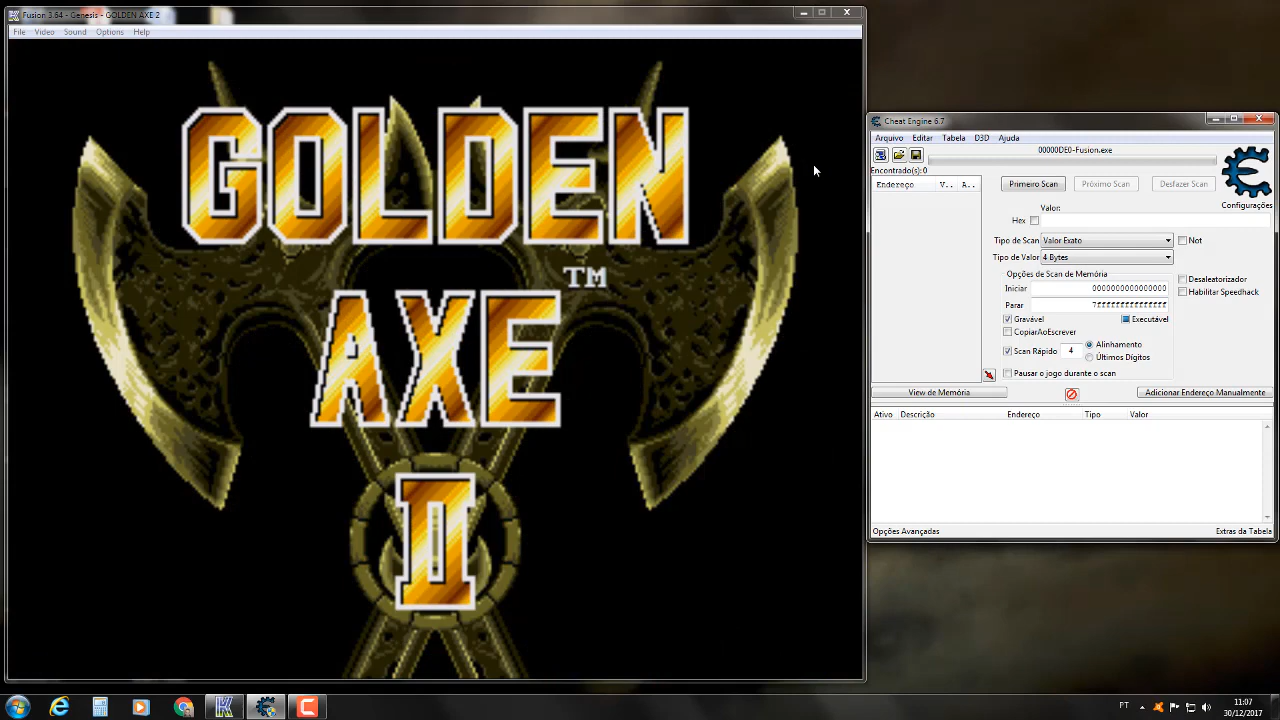 Fusion 3.64 - Genesis - GOLDEN AXE 2
File Video Sound Options Help
GOLDEN
AXE
TM
II
Cheat Engine 6.7
Arquivo Editar Tabela D3D Ajuda
00000DE0-Fusion.exe
Encontrado(s):0
Endereço V.. A..
Primeiro Scan Próximo Scan Desfazer Scan
Configurações
Valor:
Hex
Tipo de Scan Valor Exato Not
Tipo de Valor 4 Bytes
Opções de Scan de Memória
Desaleatorizador
Iniciar
Habilitar Speedhack
Parar
Gravável Executável
CopiarAoEscrever
Scan Rápido 4 Alinhamento
Últimos Dígitos
Pausar o jogo durante o scan
View de Memória Adicionar Endereço Manualmente
Ativo Descrição Endereço Tipo Valor
Opções Avançadas Extras da Tabela
PT 11:07
30/12/2017